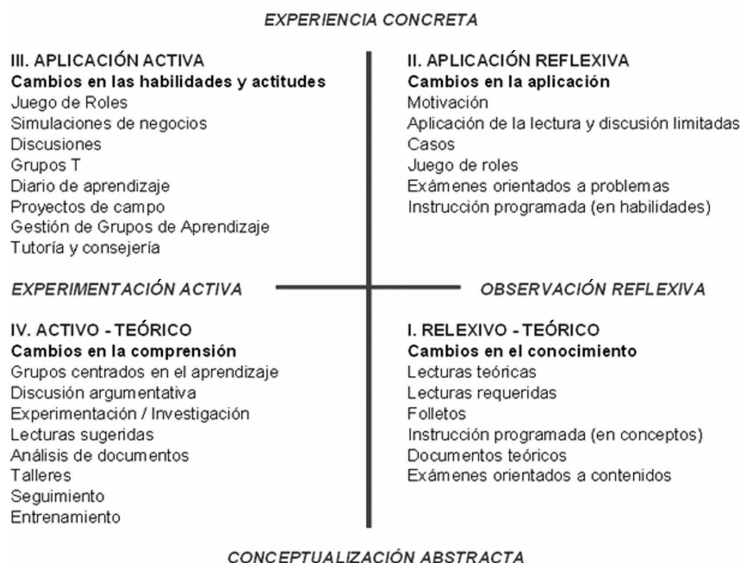 EXPERIENCIA CONCRETA
III. APLICACIÓN ACTIVA
Cambios en las habilidades y actitudes
Juego de Roles
Simulaciones de negocios
Discusiones
Grupos T
Diario de aprendizaje
Proyectos de campo
Gestión de Grupos de Aprendizaje
Tutoría y consejería
II. APLICACIÓN REFLEXIVA
Cambios en la aplicación
Motivación
Aplicación de la lectura y discusión limitadas
Casos
Juego de roles
Exámenes orientados a problemas
Instrucción programada (en habilidades)
EXPERIMENTACIÓN ACTIVA
OBSERVACIÓN REFLEXIVA
IV. ACTIVO - TEÓRICO
Cambios en la comprensión
Grupos centrados en el aprendizaje
Discusión argumentativa
Experimentación / Investigación
Lecturas sugeridas
Análisis de documentos
Talleres
Seguimiento
Entrenamiento
I. RELEXIVO - TEÓRICO
Cambios en el conocimiento
Lecturas teóricas
Lecturas requeridas
Folletos
Instrucción programada (en conceptos)
Documentos teóricos
Exámenes orientados a contenidos
CONCEPTUALIZACIÓN ABSTRACTA